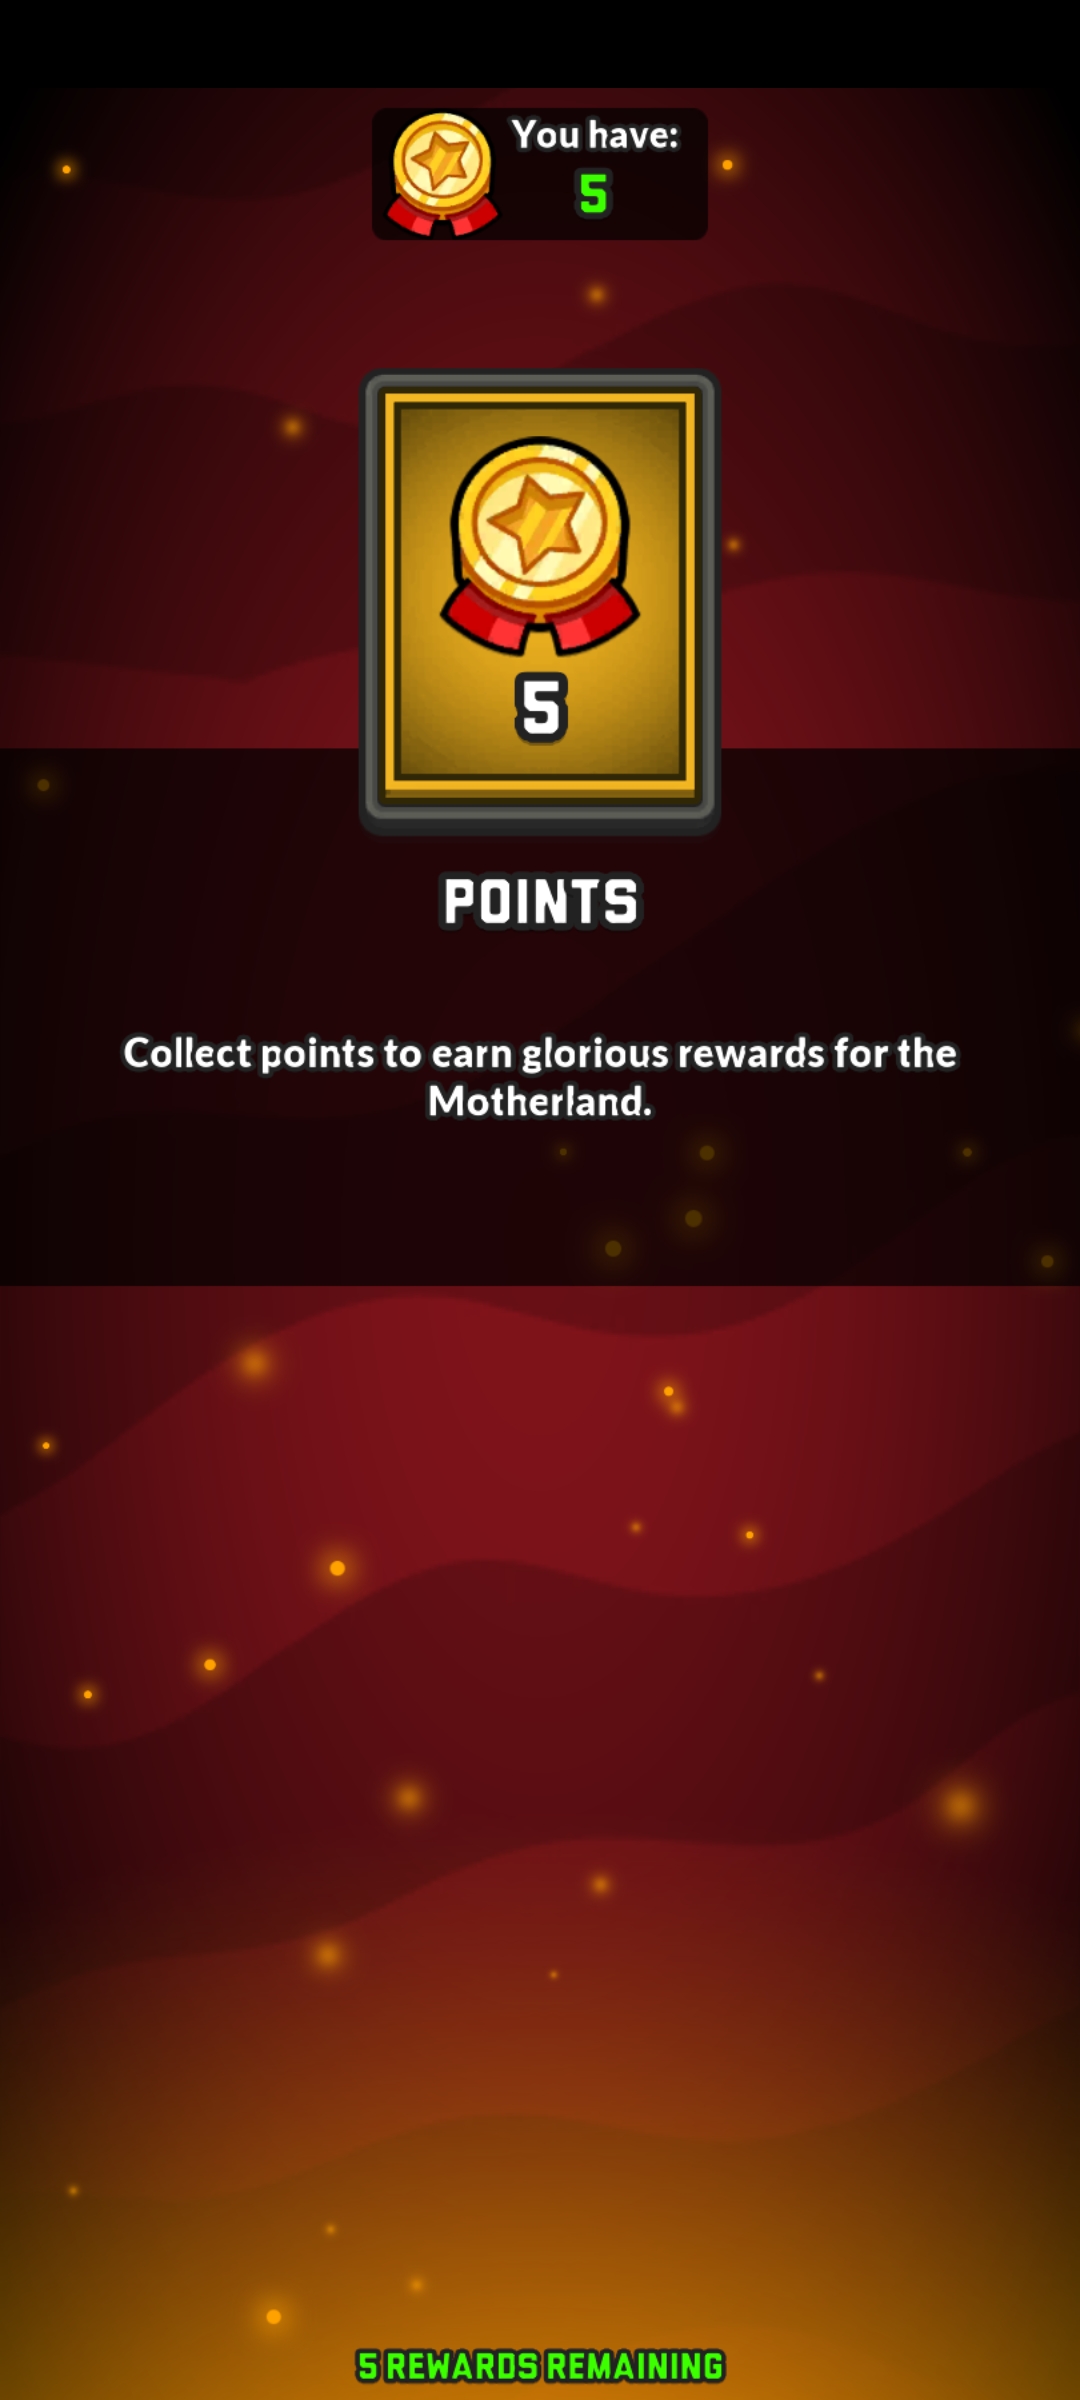 You have:
5
5
POINTS
Collect points to earn glorious rewards for the
Motherland.
5 REWARDS REMAINING